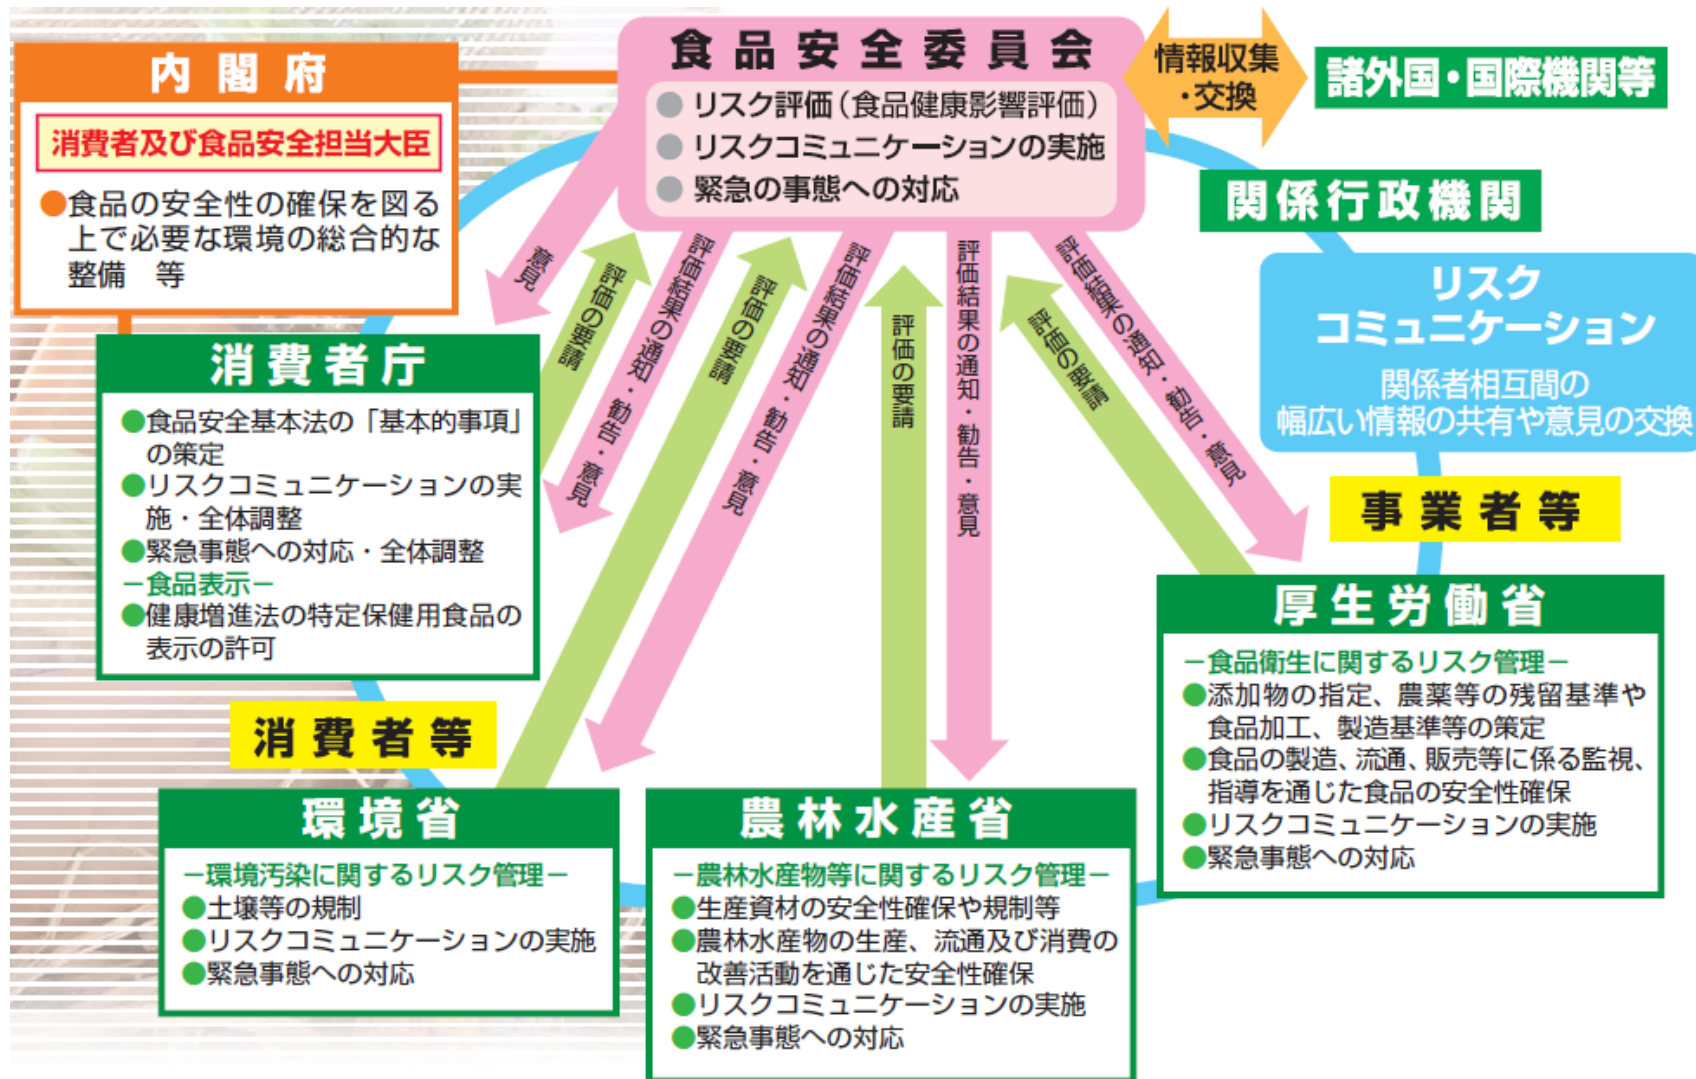 食品安全委員会
● リスク評価（食品健康影響評価）
● リスクコミュニケーションの実施
● 緊急の事態への対応
情報収集
・交換
諸外国・国際機関等
内閣府
消費者及び食品安全担当大臣
●食品の安全性の確保を図る
上で必要な環境の総合的な
整備　等
関係行政機関
リスク
コミュニケーション
関係者相互間の
幅広い情報の共有や意見の交換
意見
評価の要請
評価結果の通知・勧告・意見
評価の要請
評価結果の通知・勧告・意見
評価の要請
評価結果の通知・勧告・意見
評価の要請
評価結果の通知・勧告・意見
消費者庁
●食品安全基本法の「基本的事項」
の策定
●リスクコミュニケーションの実
施・全体調整
●緊急事態への対応・全体調整
－食品表示－
●健康増進法の特定保健用食品の
表示の許可
事業者等
消費者等
厚生労働省
－食品衛生に関するリスク管理－
●添加物の指定、農薬等の残留基準や
食品加工、製造基準等の策定
●食品の製造、流通、販売等に係る監視、
指導を通じた食品の安全性確保
●リスクコミュニケーションの実施
●緊急事態への対応
環境省
－環境汚染に関するリスク管理－
●土壌等の規制
●リスクコミュニケーションの実施
●緊急事態への対応
農林水産省
－農林水産物等に関するリスク管理－
●生産資材の安全性確保や規制等
●農林水産物の生産、流通及び消費の
改善活動を通じた安全性確保
●リスクコミュニケーションの実施
●緊急事態への対応